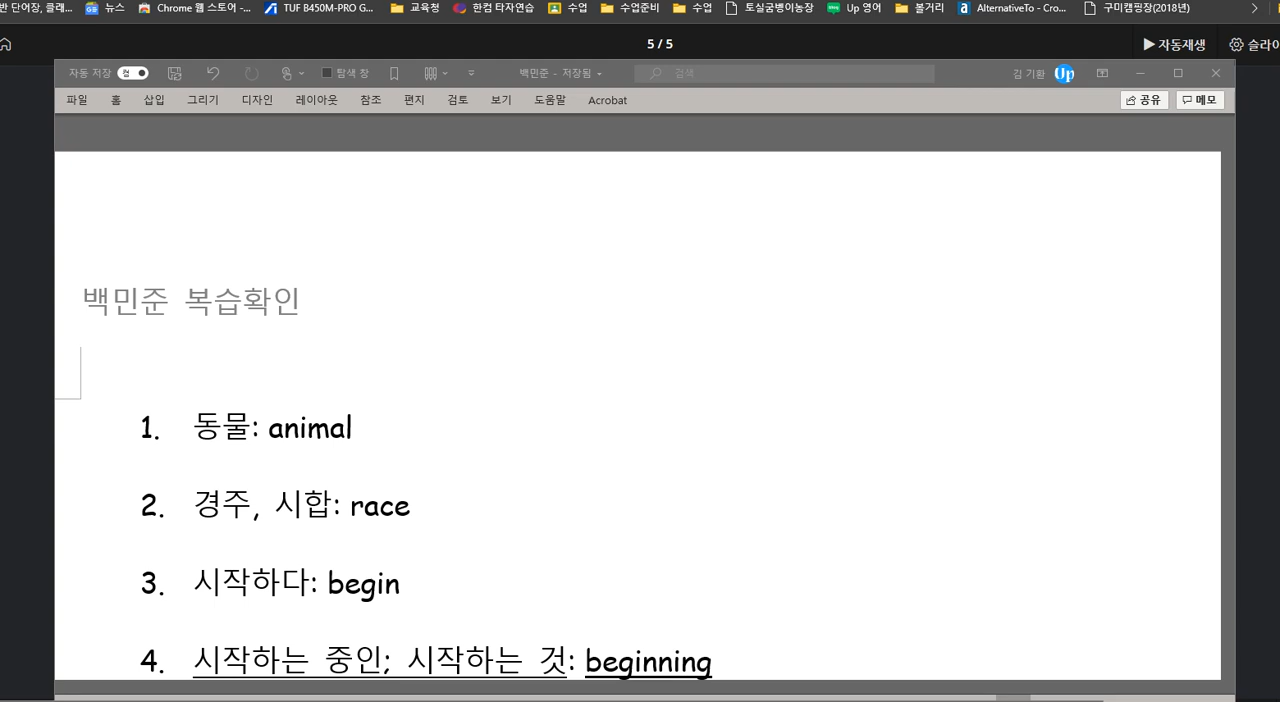 반 단어장, 클래... 뉴스 Chrome 웹 스토어 -... TUF B450M-PRO G... 교육청 한컴 타자연습 수업 수업준비 수업 토실궁뱅이농장 Up 영어 볼거리 AlternativeTo - Cro... 구미캠핑장(2018년)
5 / 5 자동재생 슬라이
자동 저장 컴 탐색 창 백민준 - 저장됨 검색 김 기환 Up
파일 홈 삽입 그리기 디자인 레이아웃 참조 편지 검토 보기 도움말 Acrobat 공유 메모
백민준 복습확인
1. 동물: animal
2. 경주, 시합: race
3. 시작하다: begin
4. 시작하는 중인; 시작하는 것: beginning